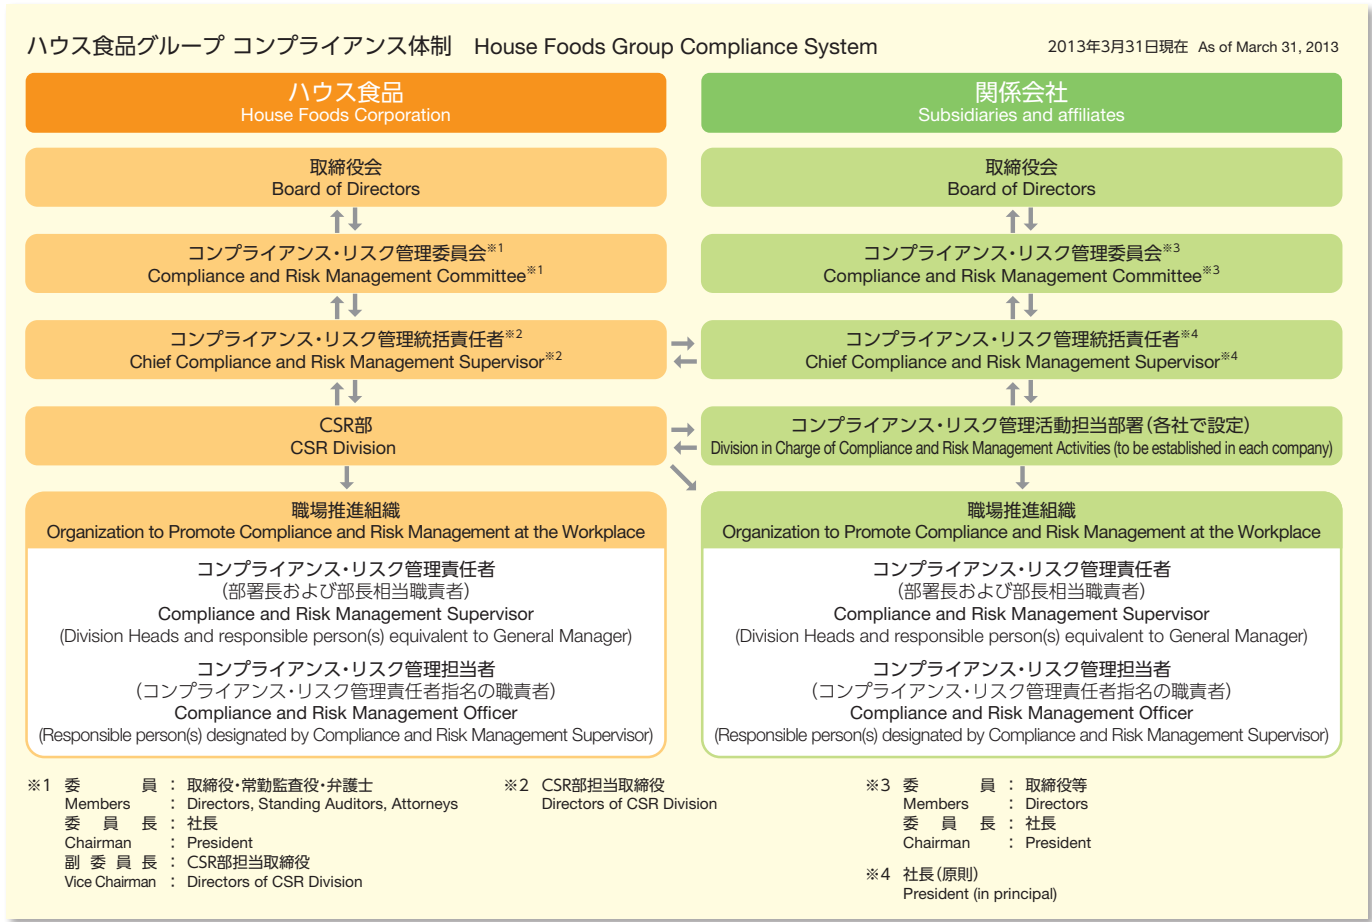 ハウス食品グループ コンプライアンス体制 House Foods Group Compliance System
2013年3月31日現在 As of March 31, 2013
ハウス食品
House Foods Corporation
取締役会
Board of Directors
コンプライアンス・リスク管理委員会※1
Compliance and Risk Management Committee※1
コンプライアンス・リスク管理統括責任者※2
Chief Compliance and Risk Management Supervisor※2
CSR部
CSR Division
職場推進組織
Organization to Promote Compliance and Risk Management at the Workplace
コンプライアンス・リスク管理責任者
(部署長および部長相当職責者)
Compliance and Risk Management Supervisor
(Division Heads and responsible person(s) equivalent to General Manager)
コンプライアンス・リスク管理担当者
(コンプライアンス・リスク管理責任者指名の職責者)
Compliance and Risk Management Officer
(Responsible person(s) designated by Compliance and Risk Management Supervisor)
関係会社
Subsidiaries and affiliates
取締役会
Board of Directors
コンプライアンス・リスク管理委員会※3
Compliance and Risk Management Committee※3
コンプライアンス・リスク管理統括責任者※4
Chief Compliance and Risk Management Supervisor※4
コンプライアンス・リスク管理活動担当部署(各社で設定)
Division in Charge of Compliance and Risk Management Activities (to be established in each company)
職場推進組織
Organization to Promote Compliance and Risk Management at the Workplace
コンプライアンス・リスク管理責任者
(部署長および部長相当職責者)
Compliance and Risk Management Supervisor
(Division Heads and responsible person(s) equivalent to General Manager)
コンプライアンス・リスク管理担当者
(コンプライアンス・リスク管理責任者指名の職責者)
Compliance and Risk Management Officer
(Responsible person(s) designated by Compliance and Risk Management Supervisor)
※1 委員 : 取締役・常勤監査役・弁護士
Members : Directors, Standing Auditors, Attorneys
委員長 : 社長
Chairman : President
副委員長 : CSR部担当取締役
Vice Chairman : Directors of CSR Division
※2 CSR部担当取締役
Directors of CSR Division
※3 委員 : 取締役等
Members : Directors
委員長 : 社長
Chairman : President
※4 社長(原則)
President (in principal)